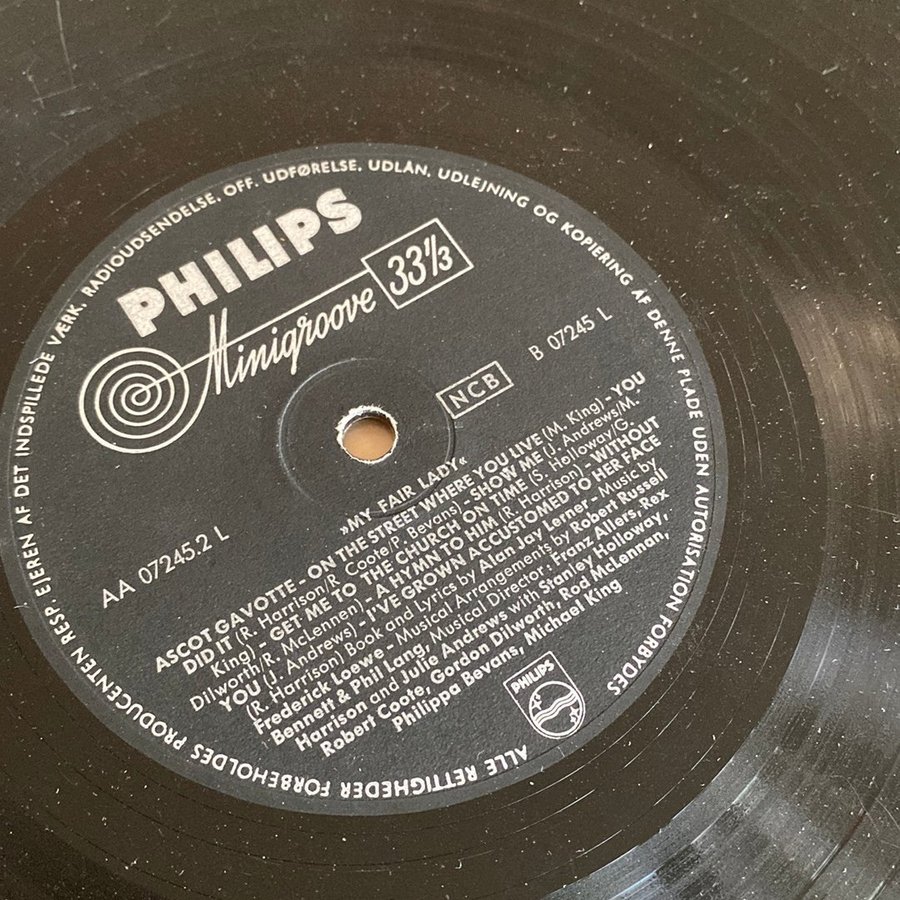 ALLE RETTIGHEDER FORBEHOLDES PRODUCENTEN RESP EJEREN AF DET INDSPILLEDE VÆRK. RADIOUDSENDELSE. OFF. UDFØRELSE. UDLÅN. UDLEJNING OG KOPIERING AF DENNE PLADE UDEN AUTORISATION FORBYDES
PHILIPS
Minigroove 33⅓
NCB
B 07245 L
AA 07245.2 L
»MY FAIR LADY«
ASCOT GAVOTTE - ON THE STREET WHERE YOU LIVE (M. King) - YOU
DID IT (R. Harrison/R. Coote/P. Bevans) - SHOW ME (J. Andrews/M.
King) - GET ME TO THE CHURCH ON TIME (S. Holloway/G.
Dilworth/R. McLennen) - A HYMN TO HIM (R. Harrison) - WITHOUT
YOU (J. Andrews) - I'VE GROWN ACCUSTOMED TO HER FACE
(R. Harrison) Book and Lyrics by Alan Jay Lerner - Music by
Frederick Loewe - Musical Arrangements by Robert Russell
Bennett & Phil Lang, Musical Director: Franz Allers, Rex
Harrison and Julie Andrews with Stanley Holloway,
Robert Coote, Gordon Dilworth, Rod McLennan,
Philippa Bevans, Michael King
PHILIPS